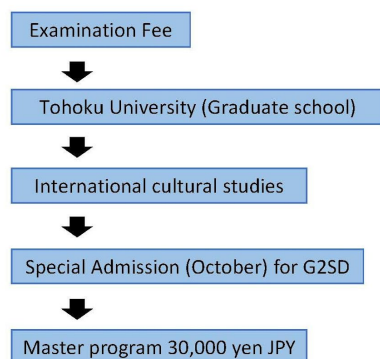 Examination Fee
Tohoku University (Graduate school)
International cultural studies
Special Admission (October) for G2SD
Master program 30,000 yen JPY